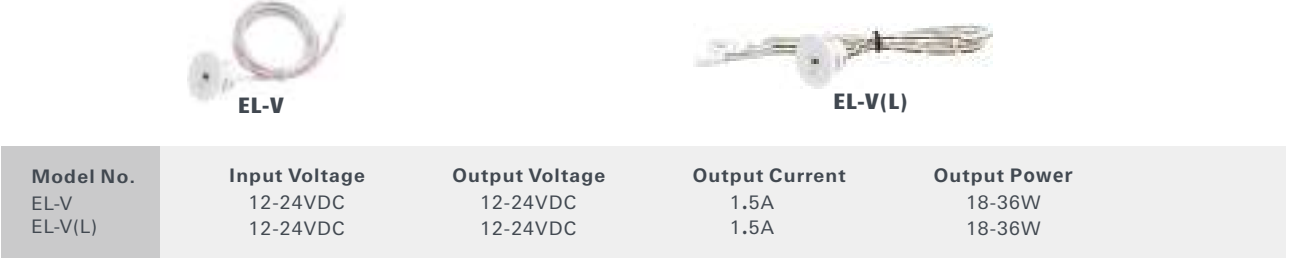 EL-V
EL-V(L)
Model No. Input Voltage Output Voltage Output Current Output Power
EL-V 12-24VDC 12-24VDC 1.5A 18-36W
EL-V(L) 12-24VDC 12-24VDC 1.5A 18-36W